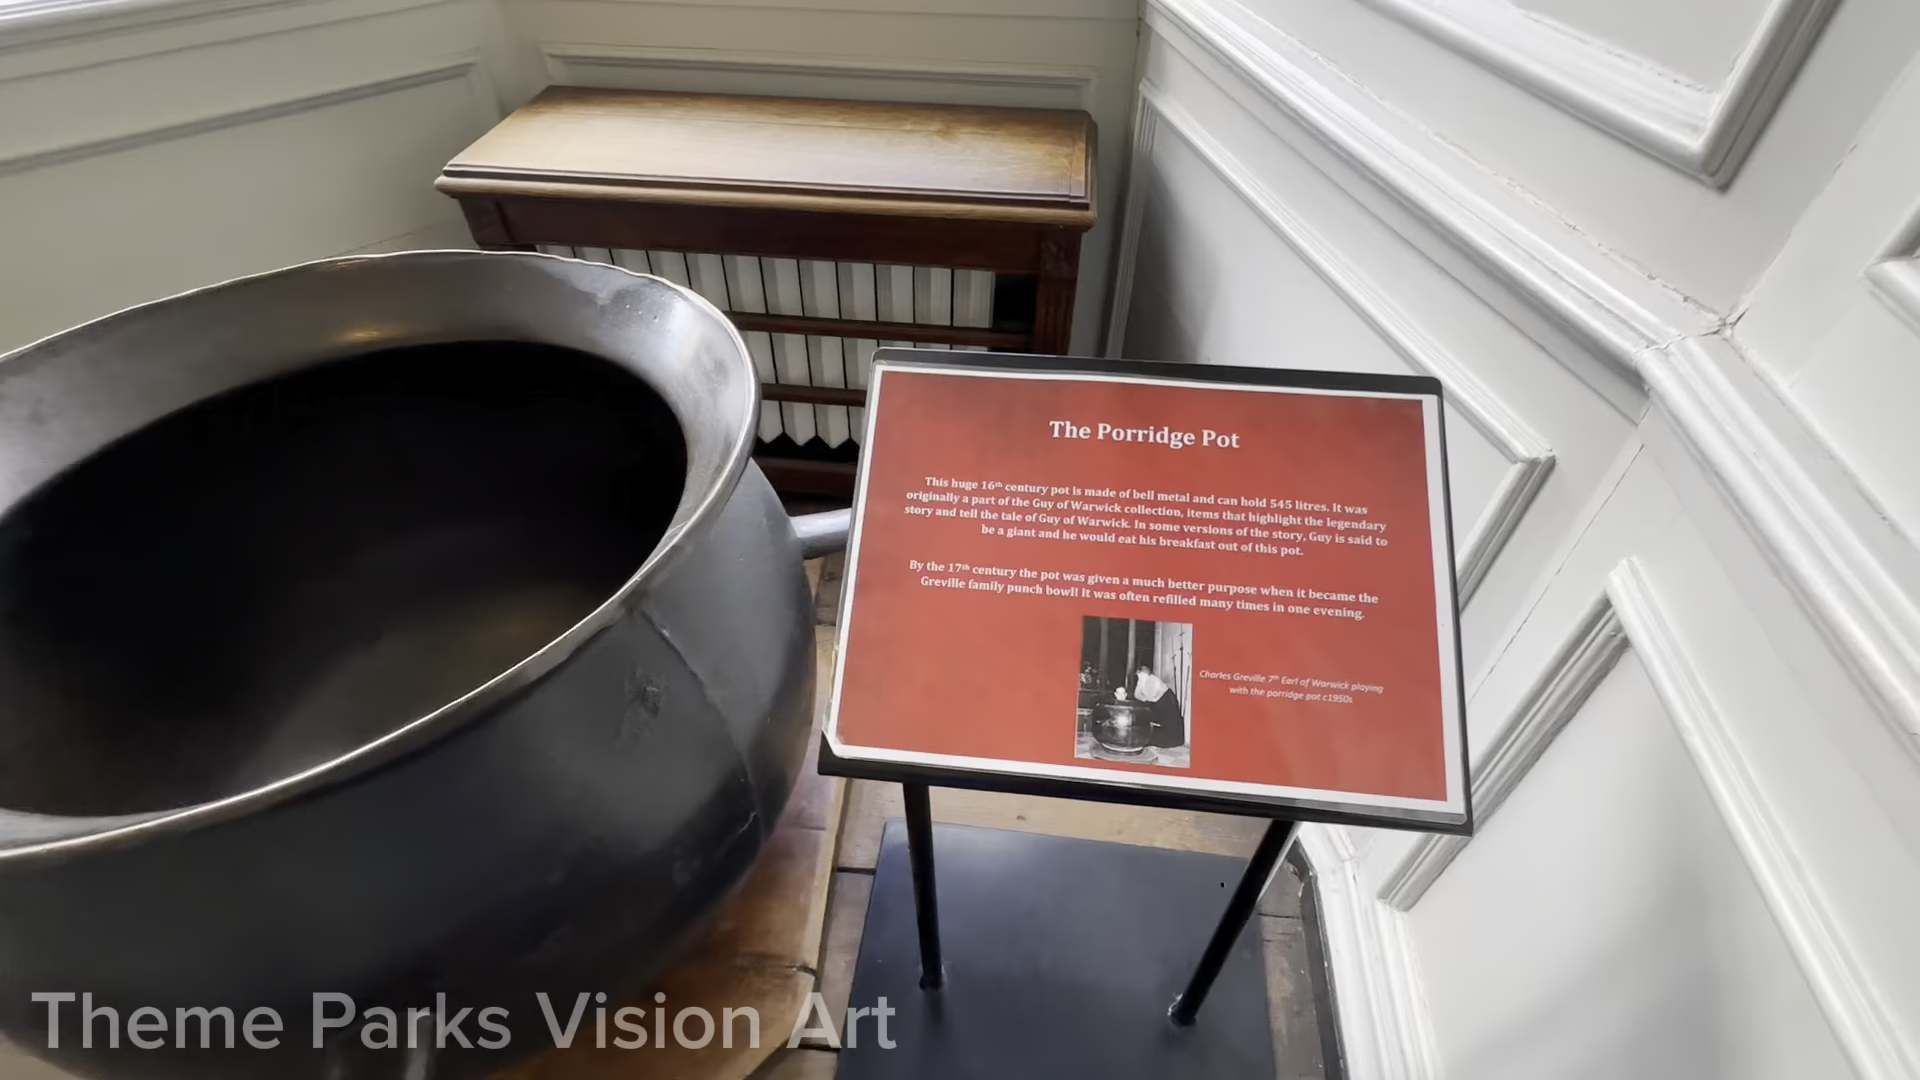 The Porridge Pot
This huge 16th century pot is made of bell metal and can hold 545 litres. It was
originally a part of the Guy of Warwick collection, items that highlight the legendary
story and tell the tale of Guy of Warwick. In some versions of the story, Guy is said to
be a giant and he would eat his breakfast out of this pot.
By the 17th century the pot was given a much better purpose when it became the
Greville family punch bowl! It was often refilled many times in one evening.
Charles Greville 7th Earl of Warwick playing
with the porridge pot c1950s
Theme Parks Vision Art